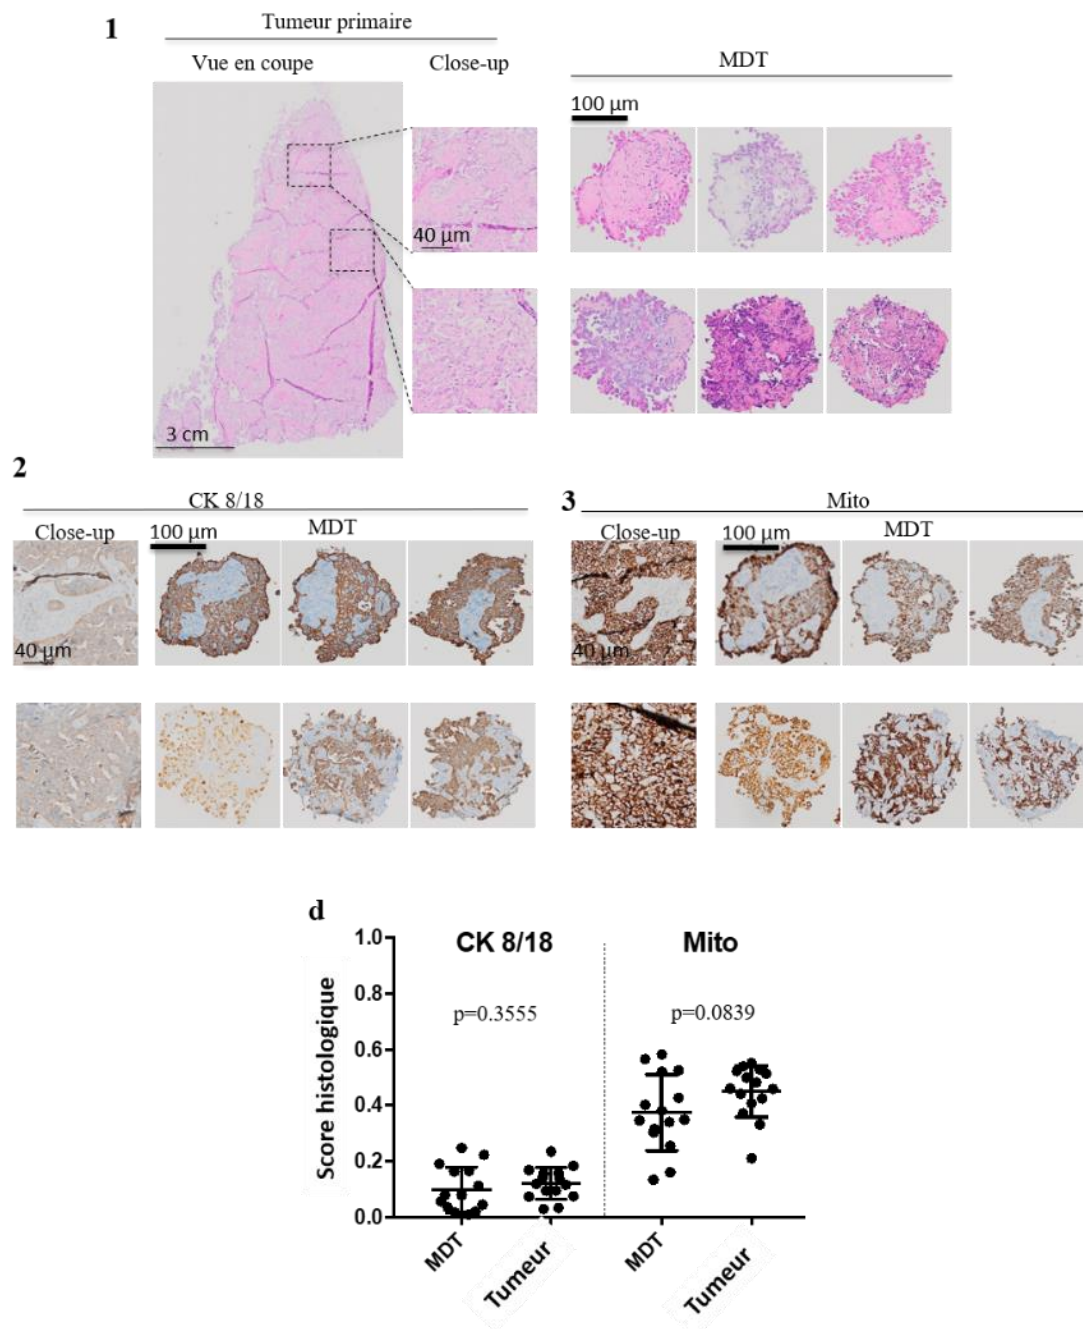 1
Tumeur primaire
Vue en coupe
Close-up
MDT
100 µm
40 µm
3 cm
2
CK 8/18
Close-up
100 µm
MDT
40 µm
3
Mito
Close-up
100 µm
MDT
40 µm
d
Score histologique
1.0
0.8
0.6
0.4
0.2
0.0
CK 8/18
Mito
p=0.3555
p=0.0839
MDT
Tumeur
MDT
Tumeur